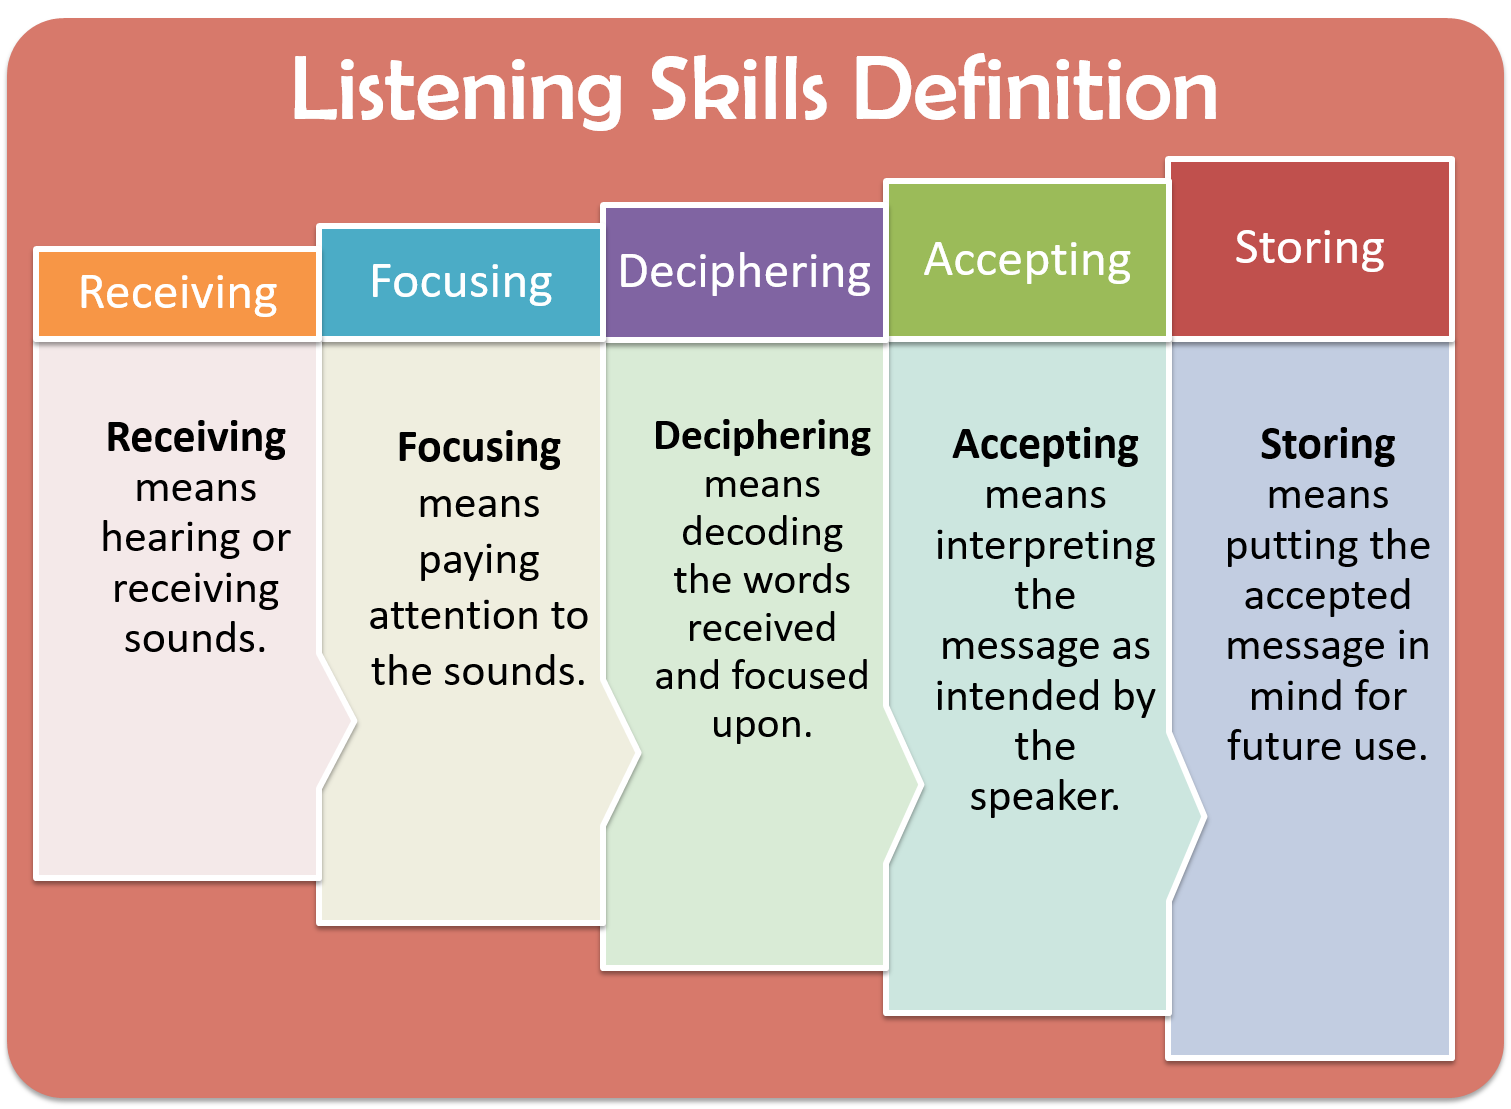 Listening Skills Definition
Receiving
Focusing
Deciphering
Accepting
Storing
Receiving
means
hearing or
receiving
sounds.
Focusing
means
paying
attention to
the sounds.
Deciphering
means
decoding
the words
received
and focused
upon.
Accepting
means
interpreting
the
message as
intended by
the
speaker.
Storing
means
putting the
accepted
message in
mind for
future use.